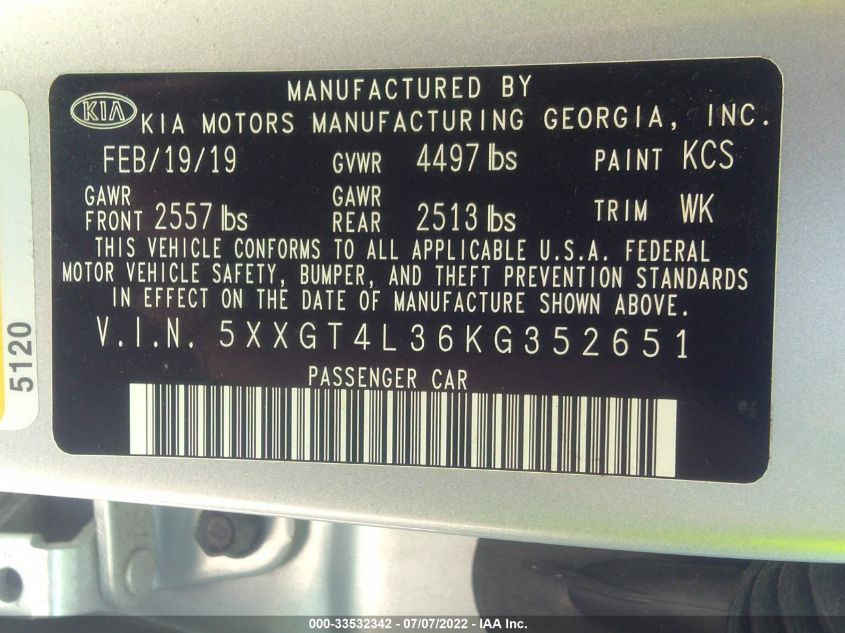 MANUFACTURED BY
KIA KIA MOTORS MANUFACTURING GEORGIA, INC.
FEB/19/19 GVWR 4497 lbs PAINT KCS
GAWR FRONT 2557 lbs GAWR REAR 2513 lbs TRIM WK
THIS VEHICLE CONFORMS TO ALL APPLICABLE U.S.A. FEDERAL
MOTOR VEHICLE SAFETY, BUMPER, AND THEFT PREVENTION STANDARDS
IN EFFECT ON THE DATE OF MANUFACTURE SHOWN ABOVE.
V.I.N. 5XXGT4L36KG352651
PASSENGER CAR
5120
000-33532342 / 07/07/2022 - IAA Inc.